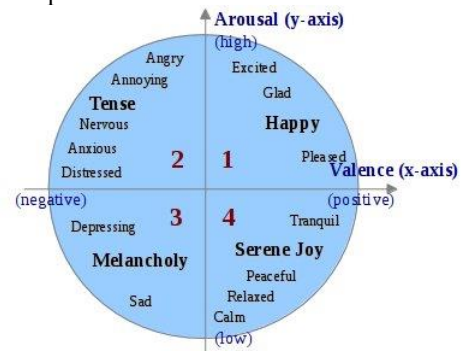 Arousal (y-axis)
(high)
Angry
Excited
Annoying
Glad
Tense
Happy
Nervous
Anxious
2
1
Pleased
Distressed
Valence (x-axis)
(negative)
(positive)
Depressing
3
4
Tranquil
Melancholy
Serene Joy
Peaceful
Sad
Relaxed
Calm
(low)